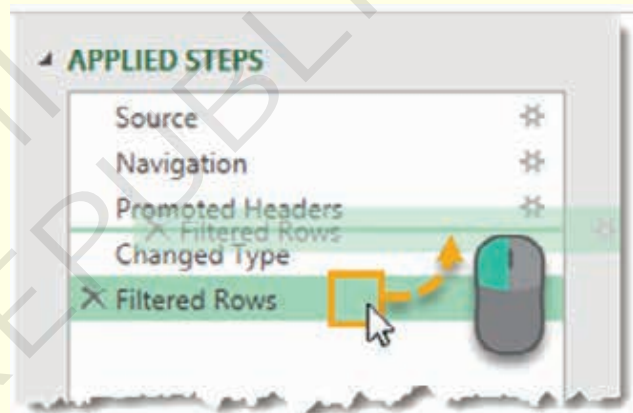 APPLIED STEPS
Source
Navigation
Promoted Headers
Filtered Rows
Changed Type
Filtered Rows